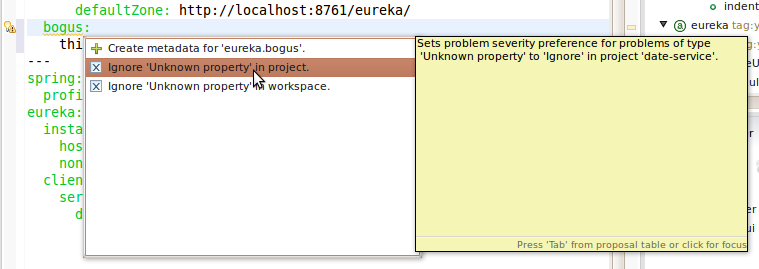 defaultZone: http://localhost:8761/eureka/
bogus:
thi
---
spring:
profi
eureka:
insta
hos
non
clien
ser
d
Create metadata for 'eureka.bogus'.
Ignore 'Unknown property' in project.
Ignore 'Unknown property' in workspace.
Sets problem severity preference for problems of type
'Unknown property' to 'Ignore' in project 'date-service'.
Press 'Tab' from proposal table or click for focus
indent
eureka tag:y